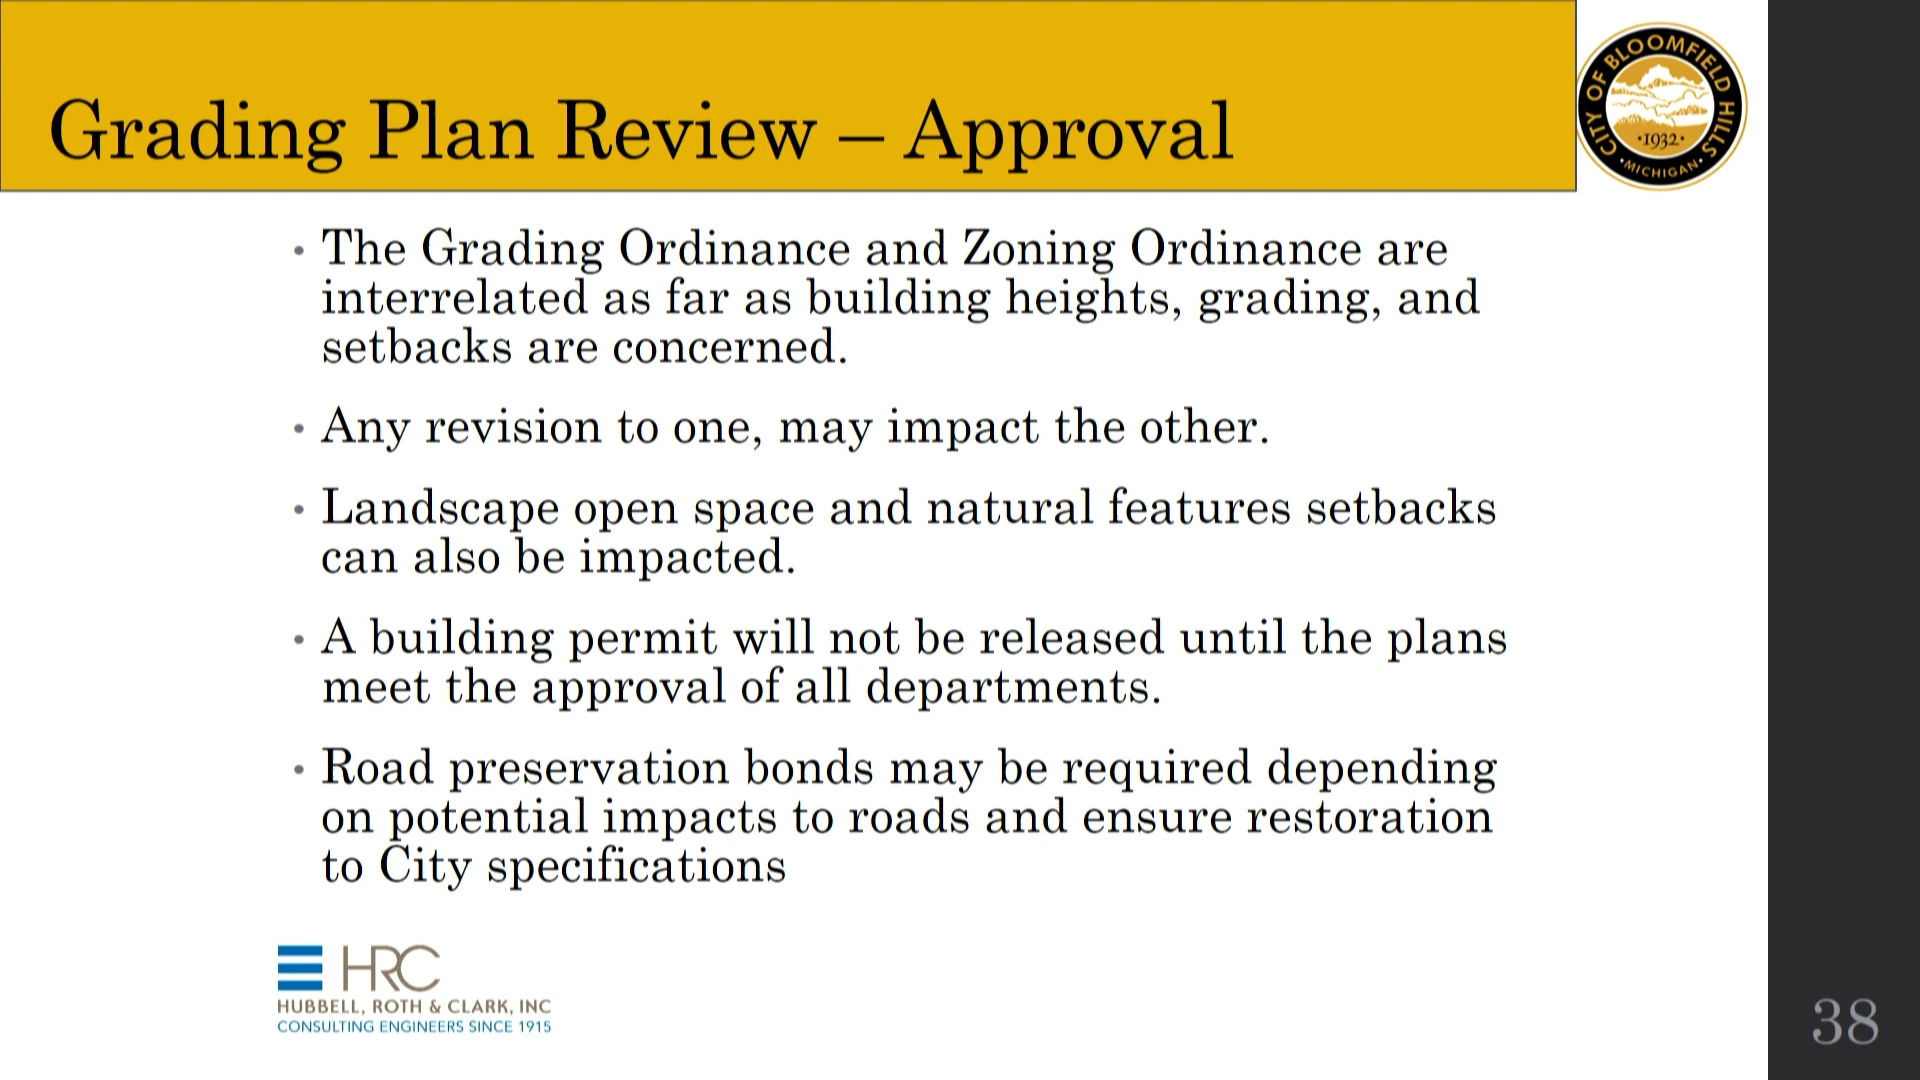 Grading Plan Review – Approval
CITY OF BLOOMFIELD HILLS
•1932•
•MICHIGAN•
• The Grading Ordinance and Zoning Ordinance are
interrelated as far as building heights, grading, and
setbacks are concerned.
• Any revision to one, may impact the other.
• Landscape open space and natural features setbacks
can also be impacted.
• A building permit will not be released until the plans
meet the approval of all departments.
• Road preservation bonds may be required depending
on potential impacts to roads and ensure restoration
to City specifications
HRC
HUBBELL, ROTH & CLARK, INC
CONSULTING ENGINEERS SINCE 1915
38